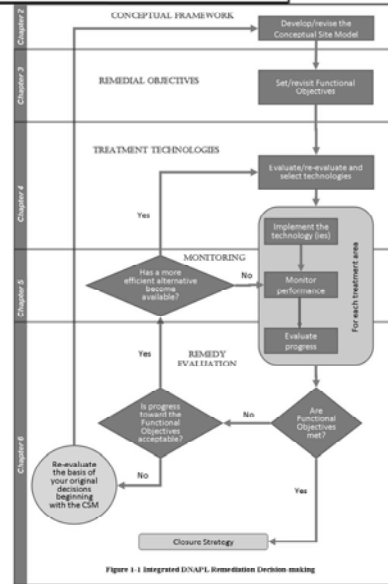 Chapter 2
CONCEPTUAL FRAMEWORK
Develop/revise the
Conceptual Site Model
Chapter 3
REMEDIAL OBJECTIVES
Set/revisit Functional
Objectives
Chapter 4
TREATMENT TECHNOLOGIES
Evaluate/re-evaluate and
select technologies
Yes
Implement the
technology (ies)
Chapter 5
MONITORING
Has a more
efficient alternative
become
available?
No
Monitor
performance
For each treatment area
Evaluate
progress
Chapter 6
Yes
REMEDY
EVALUATION
Is progress
toward the
Functional
Objectives
acceptable?
No
Are
Functional
Objectives
met?
Re-evaluate
the basis of
your original
decisions
beginning
with the CSM
No
Yes
Closure Strategy
Figure 1-1 Integrated DNAPL Remediation Decision-making